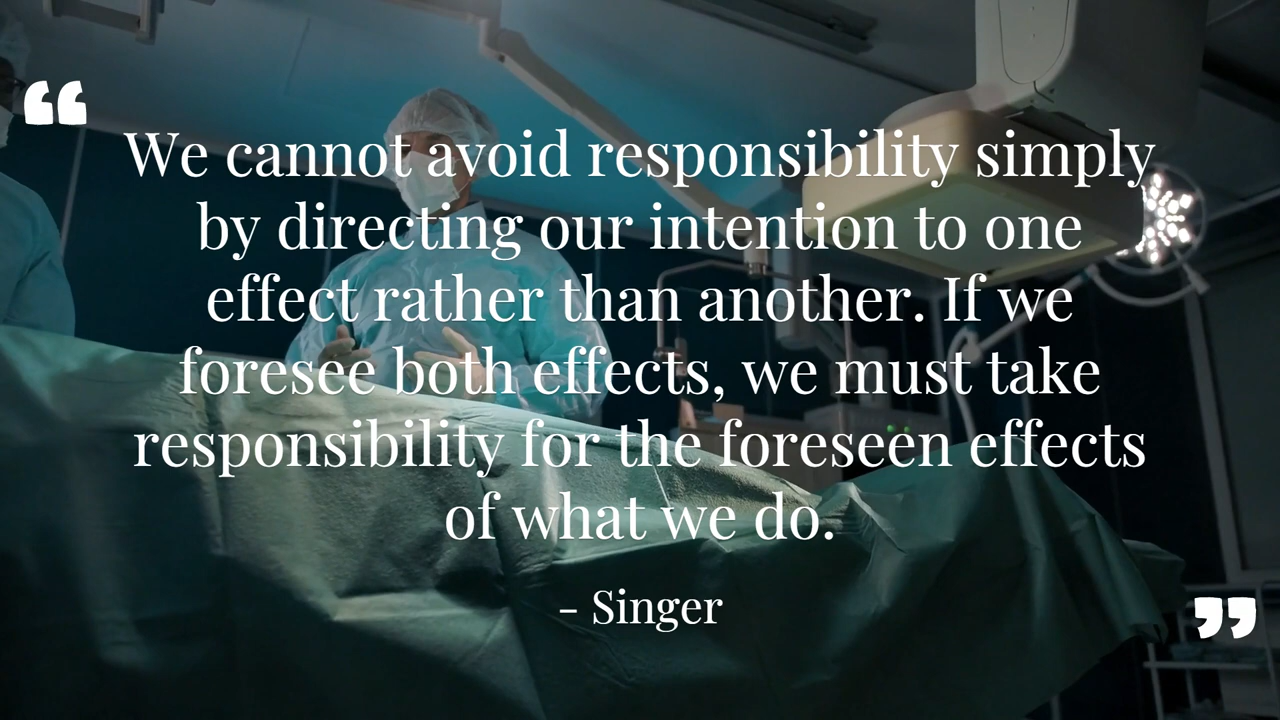 “
We cannot avoid responsibility simply
by directing our intention to one
effect rather than another. If we
foresee both effects, we must take
responsibility for the foreseen effects
of what we do.
- Singer
”